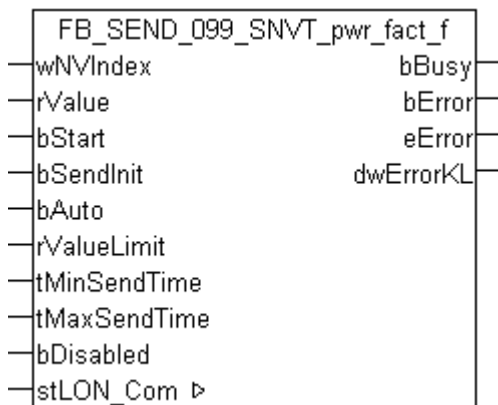 FB_SEND_099_SNVT_pwr_fact_f
wNVIndex bBusy
rValue bError
bStart eError
bSendInit dwErrorKL
bAuto
rValueLimit
tMinSendTime
tMaxSendTime
bDisabled
stLON_Com ▷